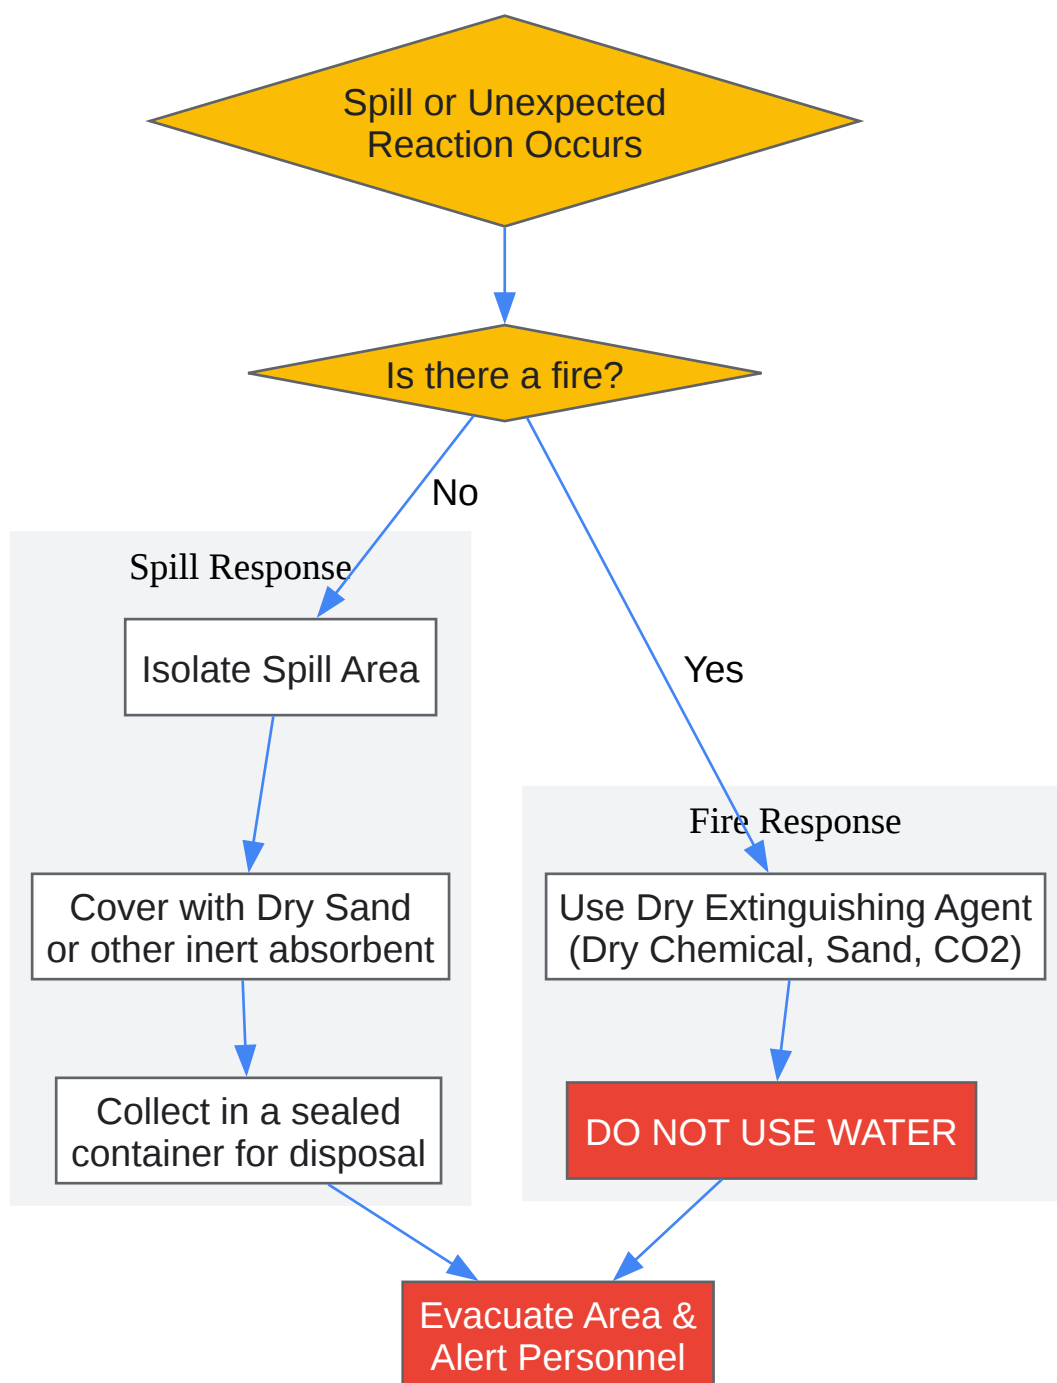 Spill or Unexpected
Reaction Occurs
Is there a fire?
No
Yes
Spill Response
Isolate Spill Area
Cover with Dry Sand
or other inert absorbent
Collect in a sealed
container for disposal
Fire Response
Use Dry Extinguishing Agent
(Dry Chemical, Sand, CO2)
DO NOT USE WATER
Evacuate Area &
Alert Personnel